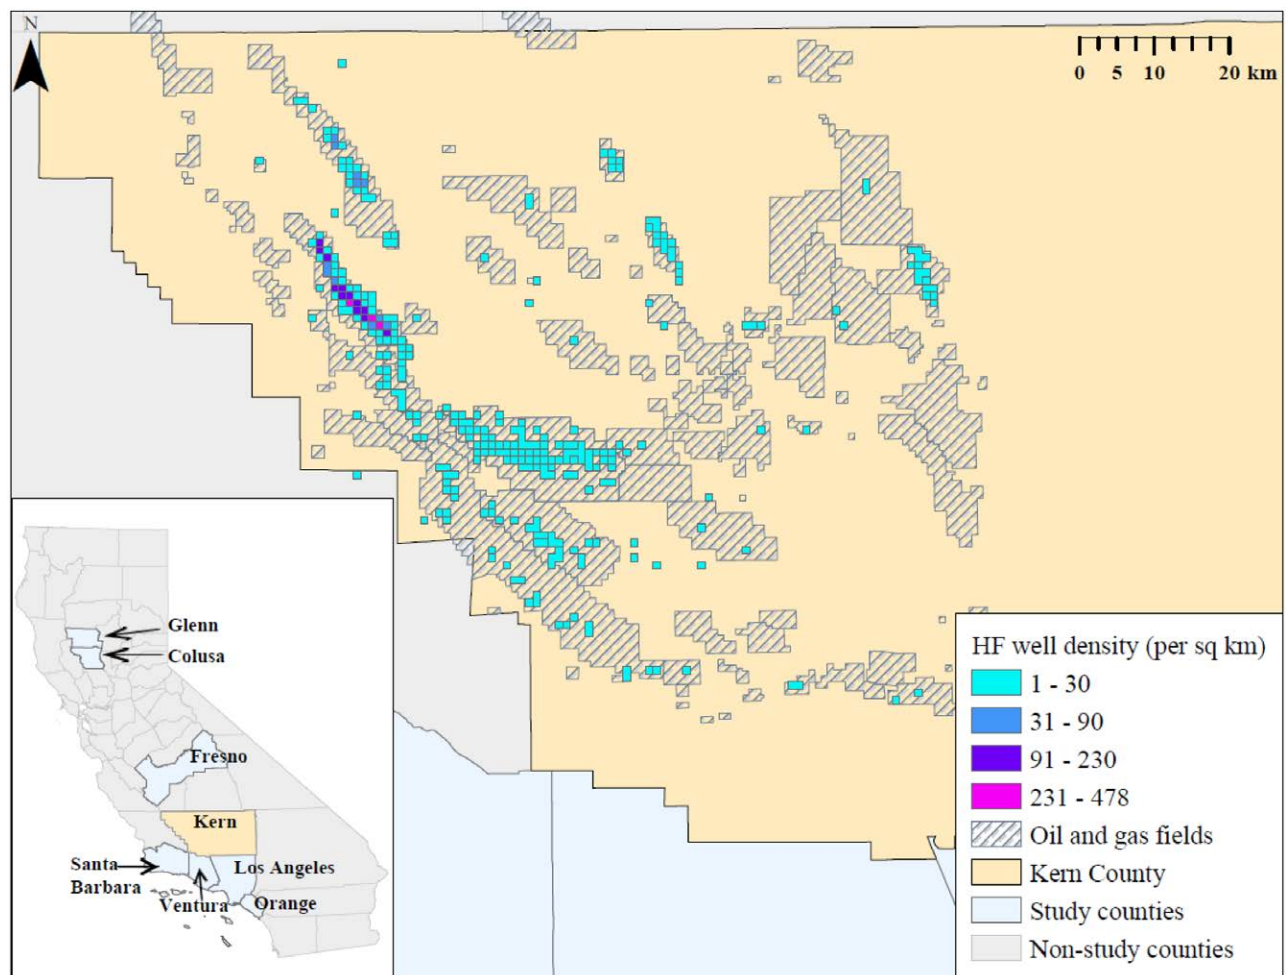 N
0 5 10 20 km
Glenn
Colusa
Fresno
Kern
Santa
Barbara
Los Angeles
Ventura
Orange
HF well density (per sq km)
1 - 30
31 - 90
91 - 230
231 - 478
Oil and gas fields
Kern County
Study counties
Non-study counties